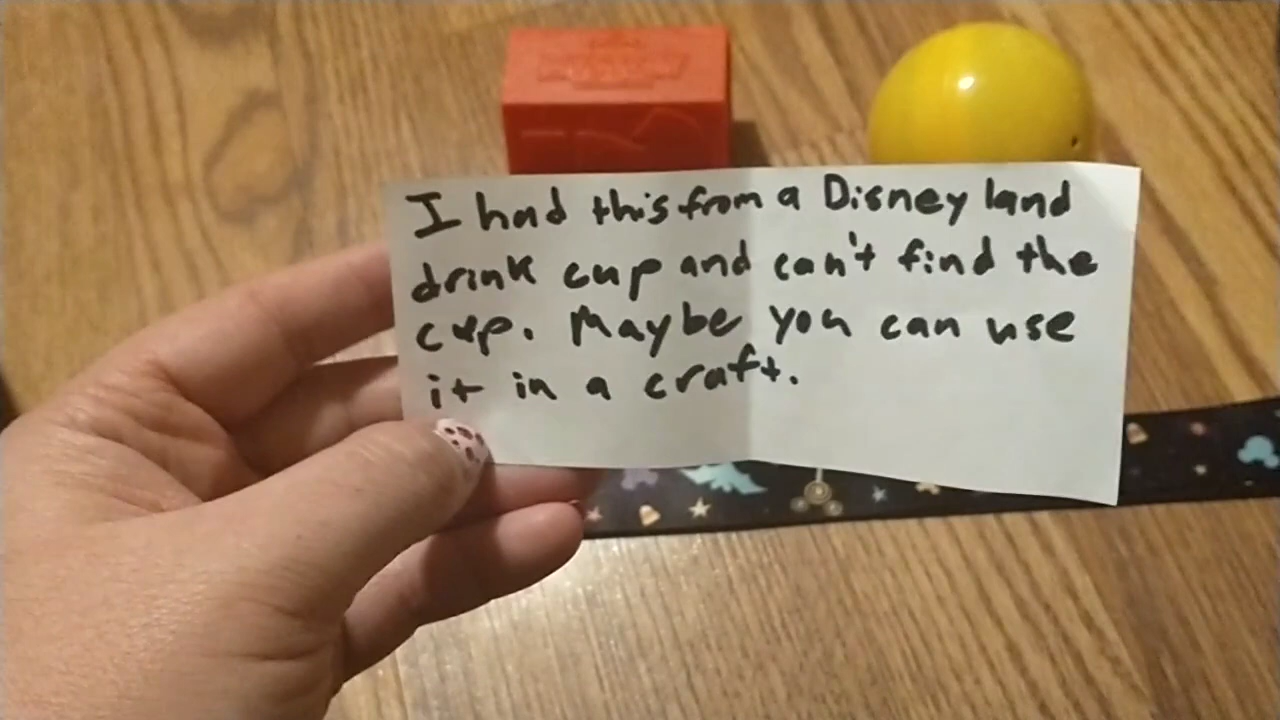 I had this from a Disney land
drink cup and can't find the
cup. Maybe you can use
it in a craft.